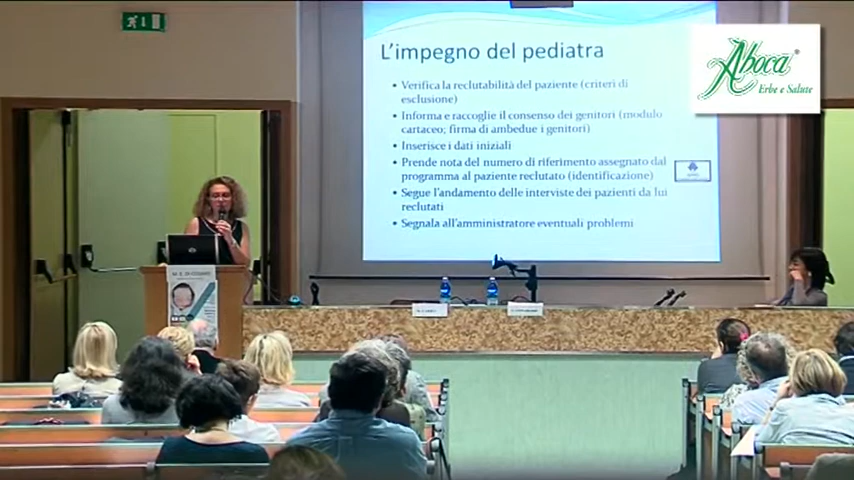 L'impegno del pediatra
• Verifica la reclutabilità del paziente (criteri di
esclusione)
• Informa e raccoglie il consenso dei genitori (modulo
cartaceo; firma di ambedue i genitori)
• Inserisce i dati iniziali
• Prende nota del numero di riferimento assegnato dal
programma al paziente reclutato (identificazione)
• Segue l'andamento delle interviste dei pazienti da lui
reclutati
• Segnala all'amministratore eventuali problemi
Aboca®
Erbe e Salute